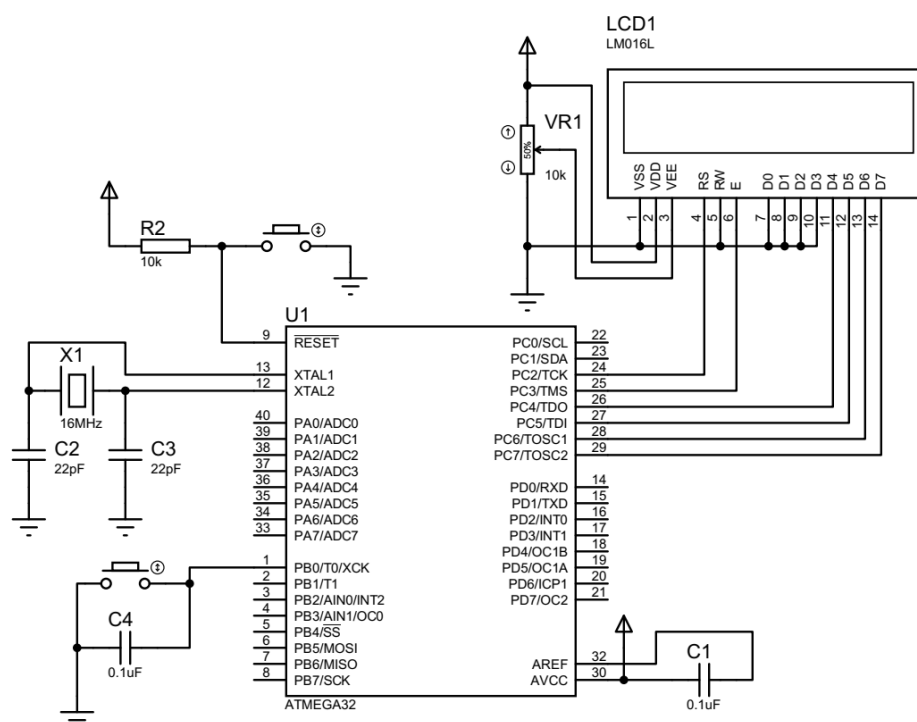 LCD1
LM016L
VR1
50%
10k
VSS
VDD
VEE
RS
RW
E
D0
D1
D2
D3
D4
D5
D6
D7
1
2
3
4
5
6
7
8
9
10
11
12
13
14
R2
10k
U1
9 RESET
13 XTAL1
12 XTAL2
X1
16MHz
C2
22pF
C3
22pF
40 PA0/ADC0
39 PA1/ADC1
38 PA2/ADC2
37 PA3/ADC3
36 PA4/ADC4
35 PA5/ADC5
34 PA6/ADC6
33 PA7/ADC7
1 PB0/T0/XCK
2 PB1/T1
3 PB2/AIN0/INT2
4 PB3/AIN1/OC0
5 PB4/SS
6 PB5/MOSI
7 PB6/MISO
8 PB7/SCK
C4
0.1uF
PC0/SCL 22
PC1/SDA 23
PC2/TCK 24
PC3/TMS 25
PC4/TDO 26
PC5/TDI 27
PC6/TOSC1 28
PC7/TOSC2 29
PD0/RXD 14
PD1/TXD 15
PD2/INT0 16
PD3/INT1 17
PD4/OC1B 18
PD5/OC1A 19
PD6/ICP1 20
PD7/OC2 21
AREF 32
AVCC 30
C1
0.1uF
ATMEGA32